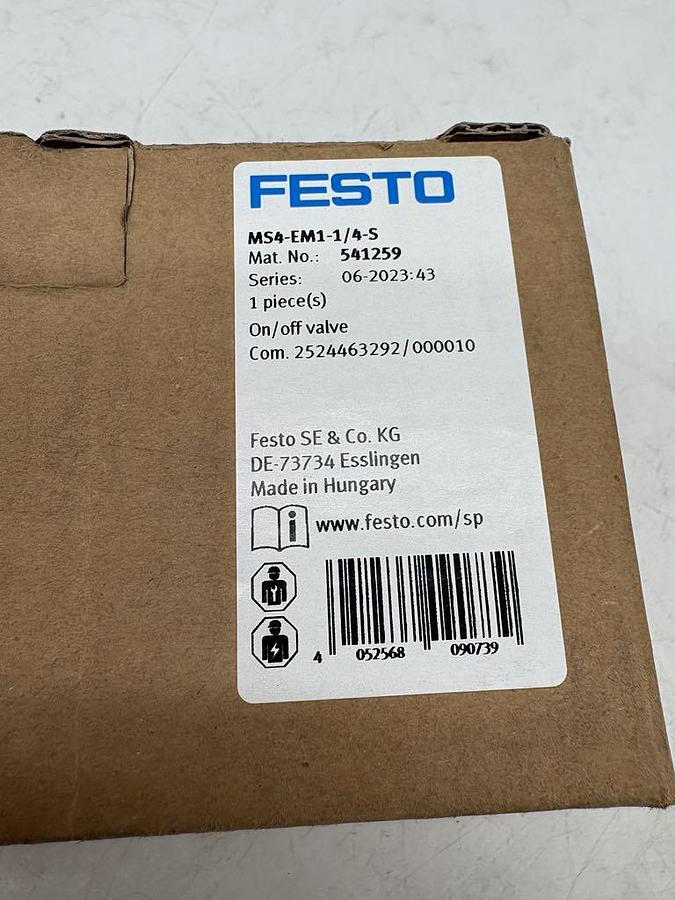 FESTO
MS4-EM1-1/4-S
Mat. No.: 541259
Series: 06-2023:43
1 piece(s)
On/off valve
Com. 2524463292/000010
Festo SE & Co. KG
DE-73734 Esslingen
Made in Hungary
i www.festo.com/sp
4 052568 090739